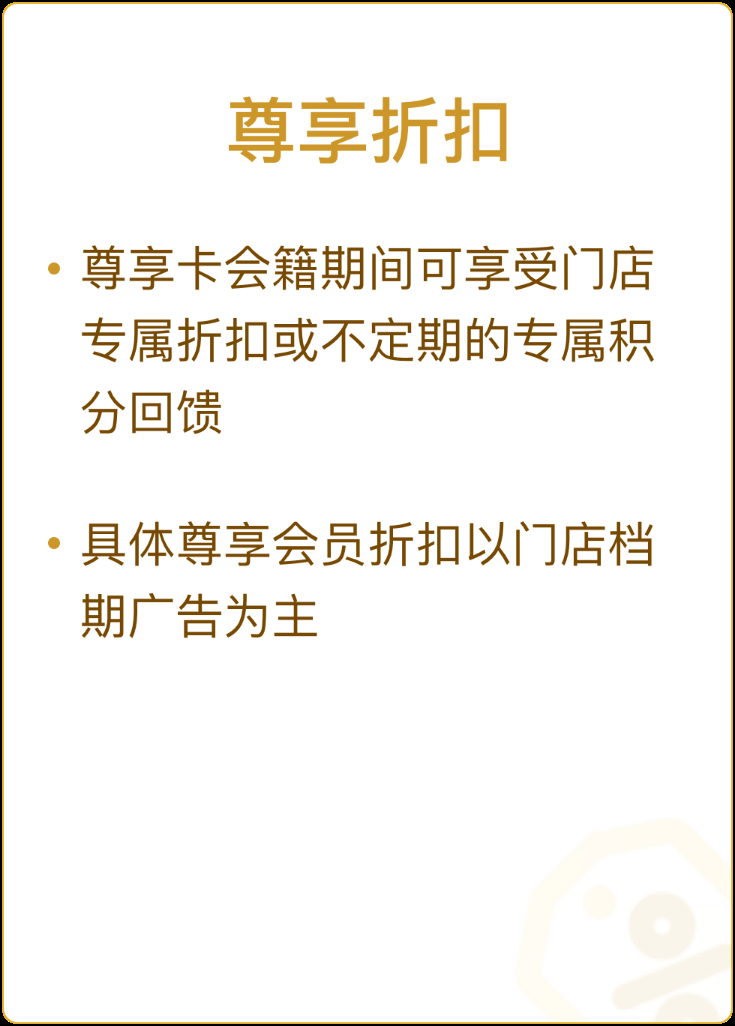 尊享折扣
• 尊享卡会籍期间可享受门店
专属折扣或不定期的专属积
分回馈
• 具体尊享会员折扣以门店档
期广告为主